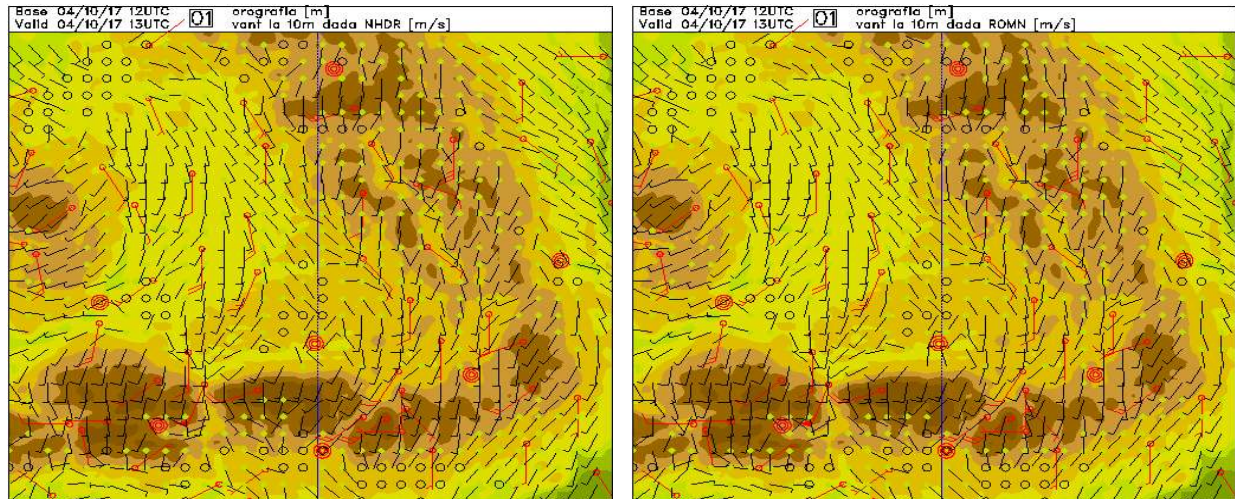 Base 04/10/17 12UTC
Valid 04/10/17 13UTC
01
orografia [m]
vant la 10m dada NHDR [m/s]
Base 04/10/17 12UTC
Valid 04/10/17 13UTC
01
orografia [m]
vant la 10m dada ROMN [m/s]